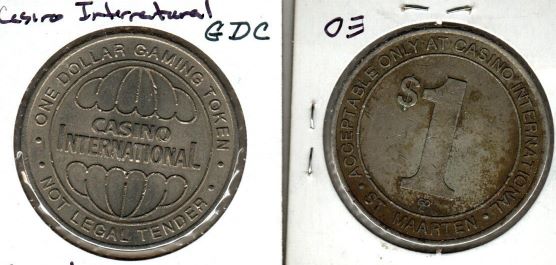 Casino International
GDC
ONE DOLLAR GAMING TOKEN
CASINO
INTERNATIONAL
NOT LEGAL TENDER
OE
ACCEPTABLE ONLY AT CASINO INTERNATIONAL
$1
ST. MAARTEN